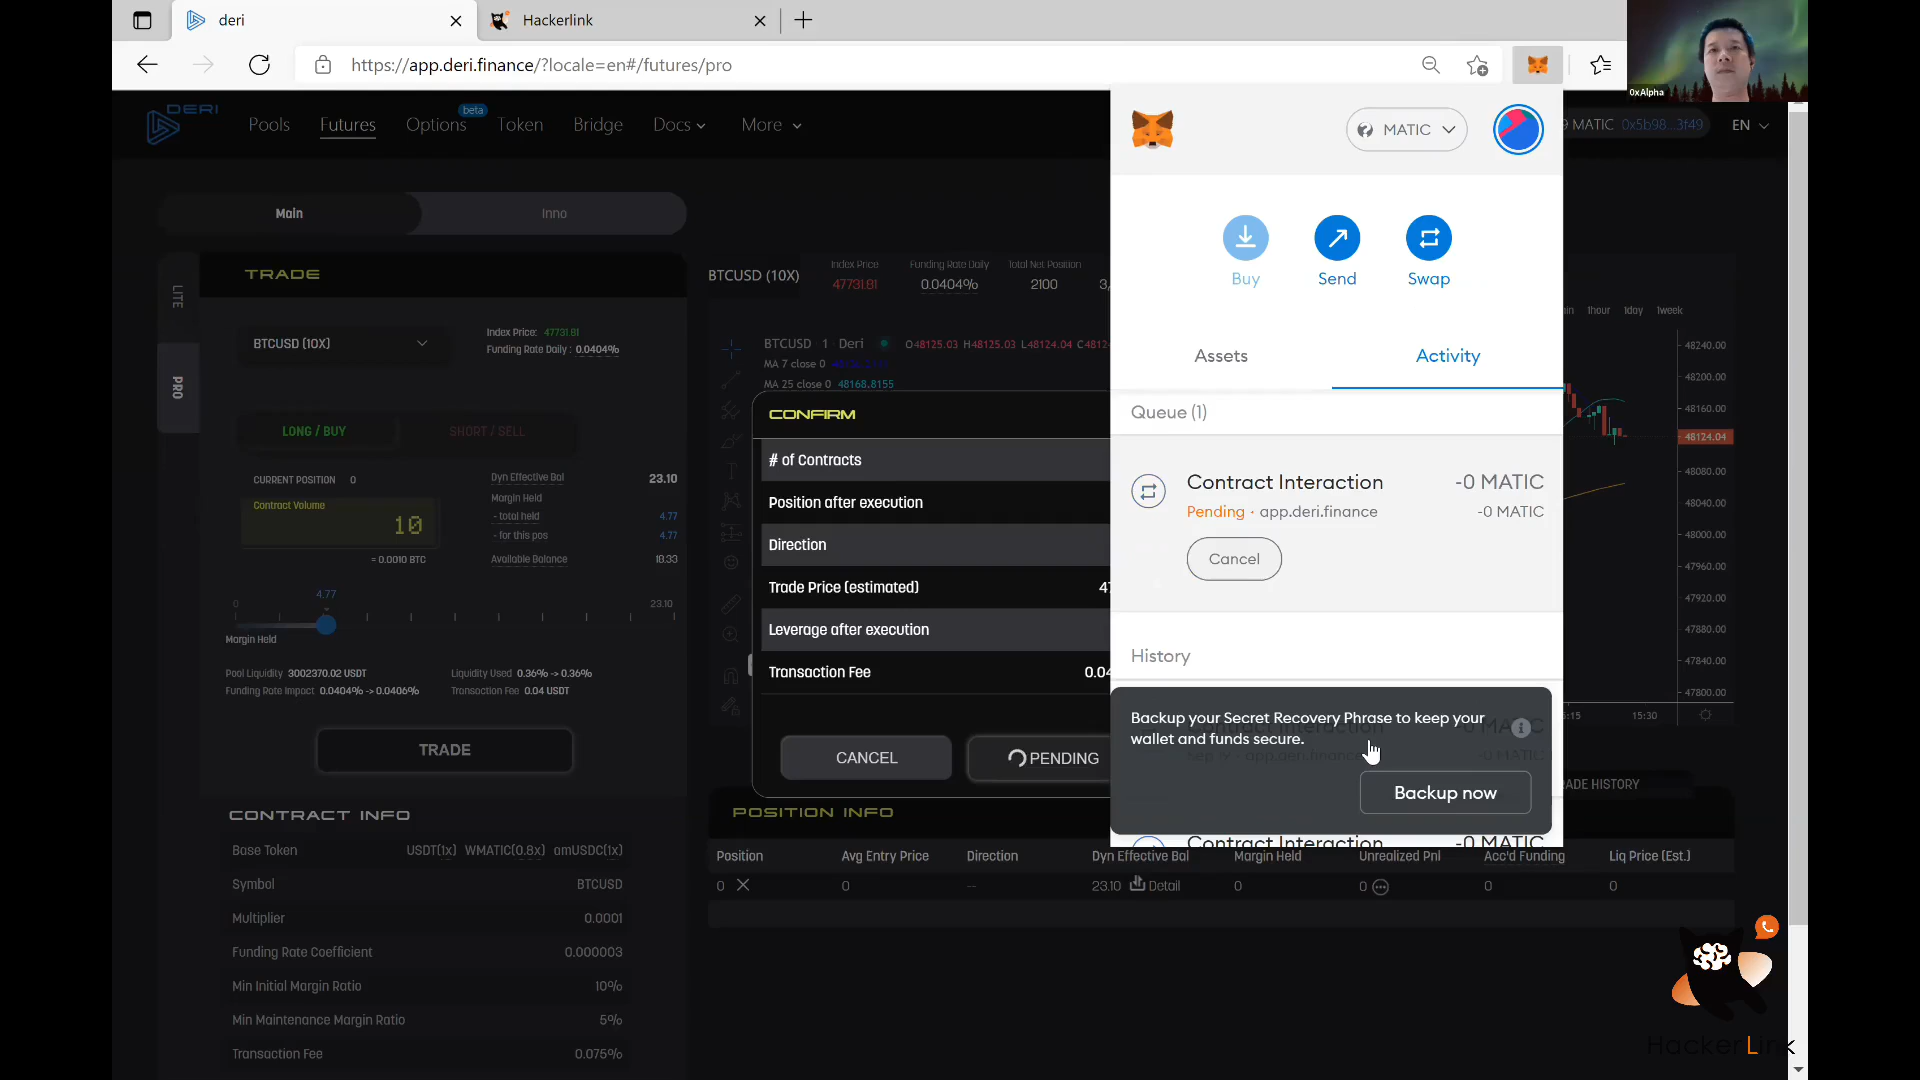 deri
Hackerlink
https://app.deri.finance/?locale=en#/futures/pro
0xAlpha
DERI
Pools
Futures
beta
Options
Token
Bridge
Docs
More
MATIC
9 MATIC 0x5b98...3f49
EN
Main
Inno
Buy
Send
Swap
TRADE
LITE
PRO
BTCUSD (10X)
Index Price: 47731.81
Funding Rate Daily : 0.0404%
BTCUSD (10X)
Index Price
47731.81
Funding Rate Daily
0.0404%
Total Net Position
2100
3,
1hour 1day 1week
BTCUSD 1 Deri O48125.03 H48125.03 L48124.04 C4812
MA 7 close 0
MA 25 close 0 48168.8155
Assets
Activity
Queue (1)
LONG / BUY
SHORT / SELL
CURRENT POSITION 0
Contract Volume
10
= 0.0010 BTC
Dyn Effective Bal 23.10
Margin Held
- total held 4.77
- for this pos 4.77
Available Balance 18.33
4.77
0
23.10
Margin Held
Pool Liquidity 3002370.02 USDT
Liquidity Used 0.36% -> 0.36%
Funding Rate Impact 0.0404% -> 0.0406%
Transaction Fee 0.04 USDT
TRADE
CONFIRM
# of Contracts
Position after execution
Direction
Trade Price (estimated) 47
Leverage after execution
Transaction Fee 0.04
CANCEL
PENDING
Contract Interaction -0 MATIC
Pending · app.deri.finance -0 MATIC
Cancel
History
Backup your Secret Recovery Phrase to keep your
wallet and funds secure.
Backup now
Contract Interaction -0 MATIC
48240.00
48200.00
48160.00
48124.04
48080.00
48040.00
48000.00
47960.00
47920.00
47880.00
47840.00
47800.00
:15
15:30
ADE HISTORY
CONTRACT INFO
Base Token USDT(1x) WMATIC(0.8x) amUSDC(1x)
Symbol BTCUSD
Multiplier 0.0001
Funding Rate Coefficient 0.000003
Min Initial Margin Ratio 10%
Min Maintenance Margin Ratio 5%
Transaction Fee 0.075%
POSITION INFO
Position Avg Entry Price Direction Dyn Effective Bal Margin Held Unrealized Pnl Acc'd Funding Liq Price (Est.)
0 0 -- 23.10 Detail 0 0 0 0
HackerLink